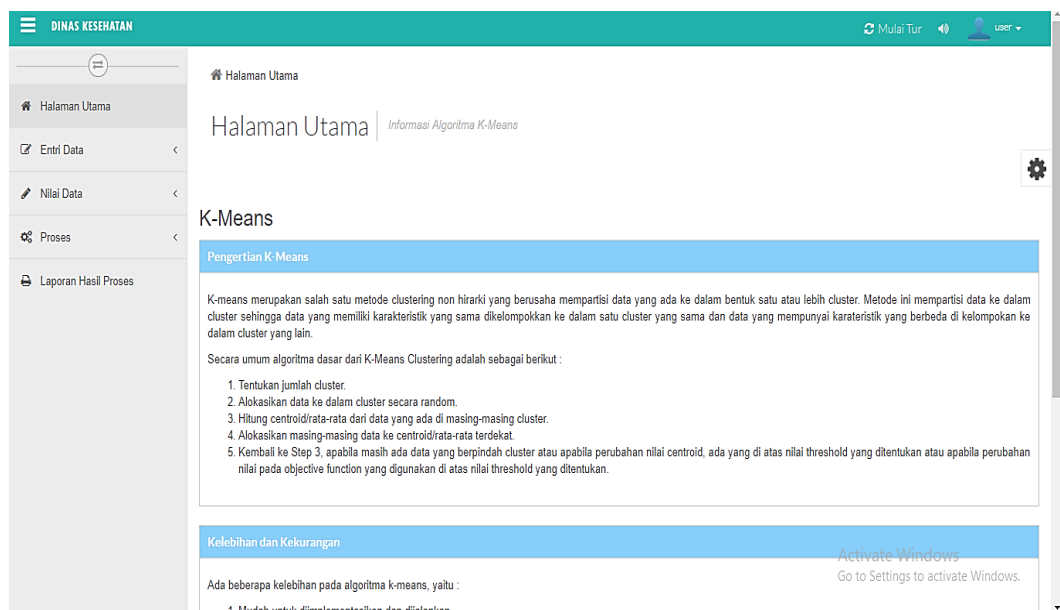 DINAS KESEHATAN
Mulai Tur
user
Halaman Utama
Entri Data
Nilai Data
Proses
Laporan Hasil Proses
Halaman Utama
Halaman Utama
Informasi Algoritma K-Means
K-Means
Pengertian K-Means
K-means merupakan salah satu metode clustering non hirarki yang berusaha mempartisi data yang ada ke dalam bentuk satu atau lebih cluster. Metode ini mempartisi data ke dalam
cluster sehingga data yang memiliki karakteristik yang sama dikelompokkan ke dalam satu cluster yang sama dan data yang mempunyai karateristik yang berbeda di kelompokan ke
dalam cluster yang lain.
Secara umum algoritma dasar dari K-Means Clustering adalah sebagai berikut :
1. Tentukan jumlah cluster.
2. Alokasikan data ke dalam cluster secara random.
3. Hitung centroid/rata-rata dari data yang ada di masing-masing cluster.
4. Alokasikan masing-masing data ke centroid/rata-rata terdekat.
5. Kembali ke Step 3, apabila masih ada data yang berpindah cluster atau apabila perubahan nilai centroid, ada yang di atas nilai threshold yang ditentukan atau apabila perubahan
nilai pada objective function yang digunakan di atas nilai threshold yang ditentukan.
Kelebihan dan Kekurangan
Ada beberapa kelebihan pada algoritma k-means, yaitu :
1. Mudah untuk diimplementasikan dan dijalankan.
Activate Windows
Go to Settings to activate Windows.